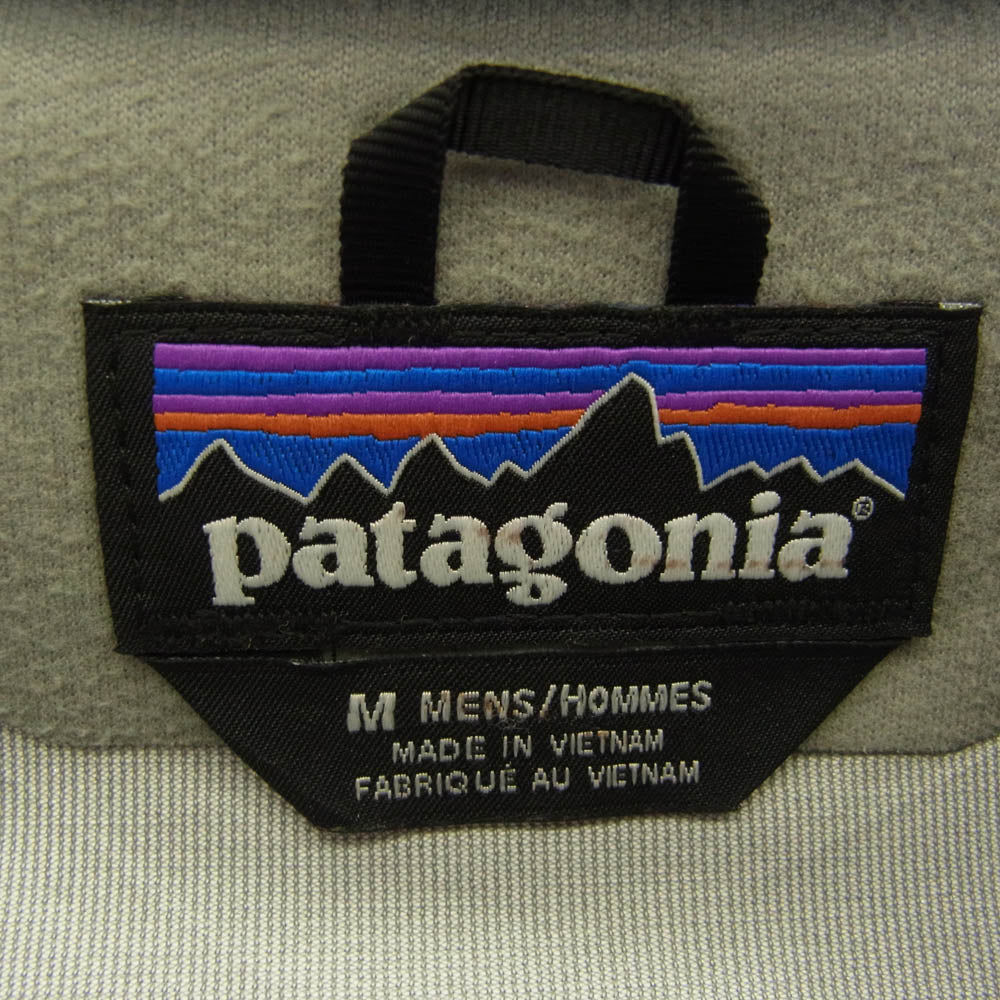 patagonia®
M MENS/HOMMES
MADE IN VIETNAM
FABRIQUÉ AU VIETNAM